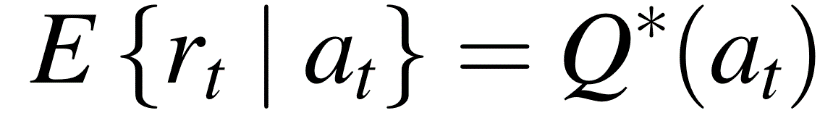 E {r_t | a_t} = Q*(a_t)